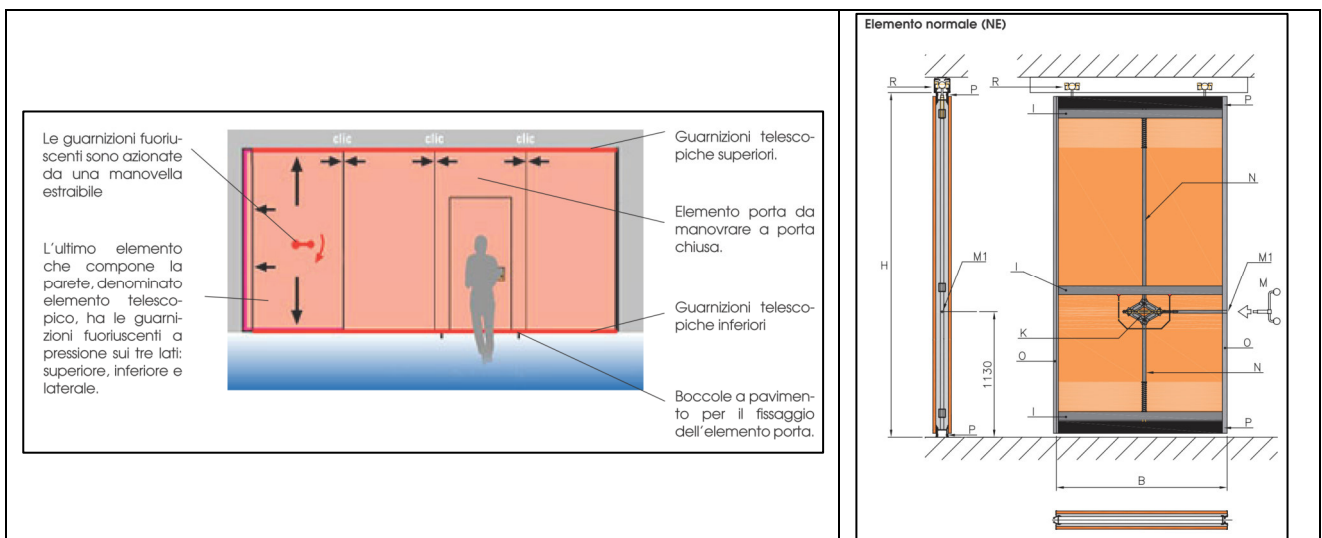 Le guarnizioni fuoriu-
scenti sono azionate
da una manovella
estraibile
L'ultimo elemento
che compone la
parete, denominato
elemento telesco-
pico, ha le guarni-
zioni fuoriuscenti a
pressione sui tre lati:
superiore, inferiore e
laterale.
clic clic clic
Guarnizioni telesco-
piche superiori.
Elemento porta da
manovrare a porta
chiusa.
Guarnizioni telesco-
piche inferiori
Boccole a pavimen-
to per il fissaggio
dell'elemento porta.
Elemento normale (NE)
R
P
R
P
I
N
H
M1
I
M1
M
K
O
O
1130
N
I
P
P
B